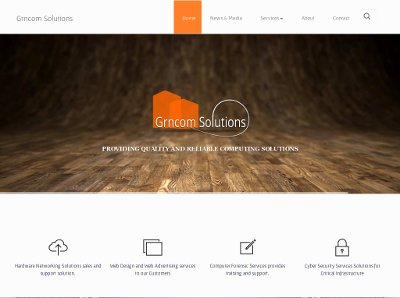 Grncom Solutions
Home News & Media Services About Contact
Grncom Solutions
PROVIDING QUALITY AND RELIABLE COMPUTING SOLUTIONS
Hardware Networking Solutions sales and
support solution.
Web Design and Web Advertising services
to our Customers
Computer Forensic Services provides
training and support.
Cyber Security Services Solutions for
Critical Infrastructure